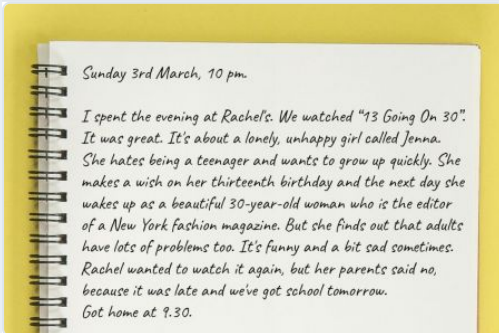 Sunday 3rd March, 10 pm.
I spent the evening at Rachel's. We watched "13 Going On 30".
It was great. It's about a lonely, unhappy girl called Jenna.
She hates being a teenager and wants to grow up quickly. She
makes a wish on her thirteenth birthday and the next day she
wakes up as a beautiful 30-year-old woman who is the editor
of a New York fashion magazine. But she finds out that adults
have lots of problems too. It's funny and a bit sad sometimes.
Rachel wanted to watch it again, but her parents said no,
because it was late and we've got school tomorrow.
Got home at 9.30.